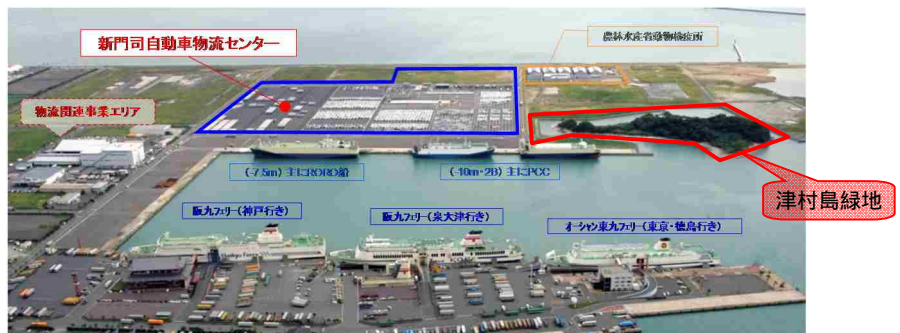 新門司自動車物流センター
農林水産省動物検疫所
物流関連事業エリア
(-7.5m) 主にRORO船
(-10m・2B) 主にPCC
津村島緑地
阪九フェリー(神戸行き)
阪九フェリー(泉大津行き)
オーシャン東九フェリー(東京・徳島行き)